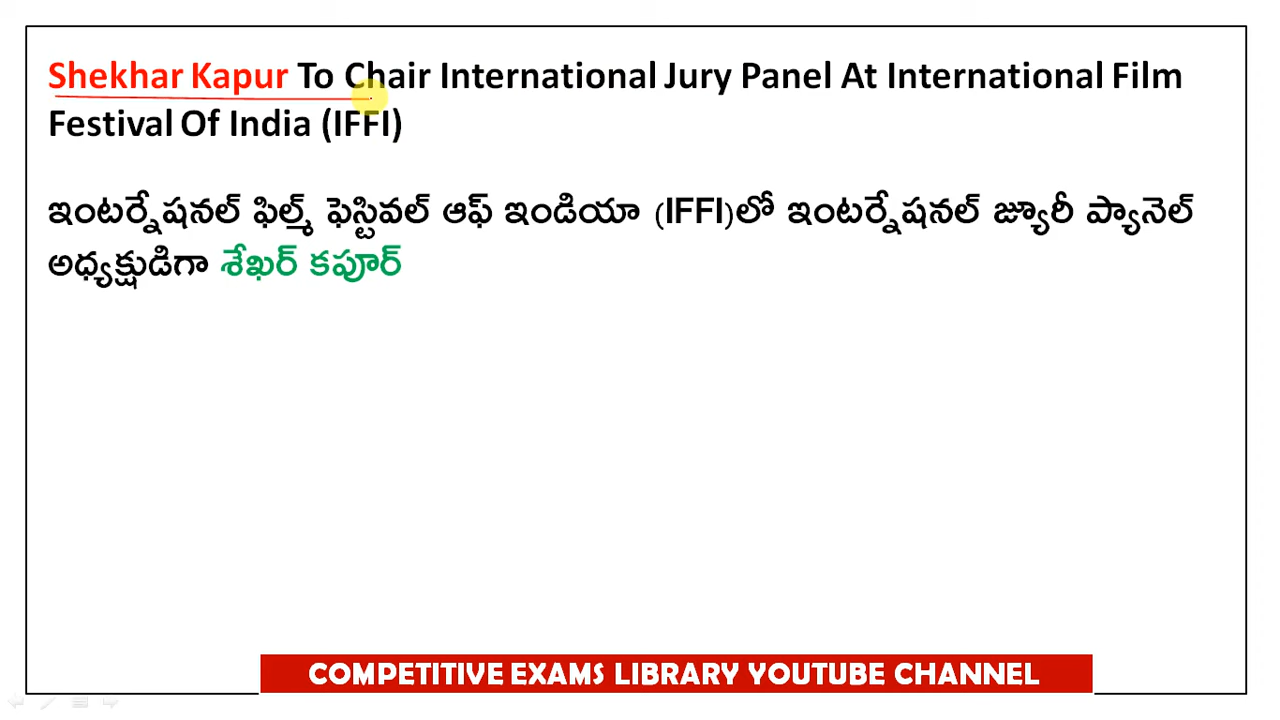 Shekhar Kapur To Chair International Jury Panel At International Film
Festival Of India (IFFI)
ఇంటర్నేషనల్ ఫిల్మ్ ఫెస్టివల్ ఆఫ్ ఇండియా (IFFI)లో ఇంటర్నేషనల్ జ్యూరీ ప్యానెల్
అధ్యక్షుడిగా శేఖర్ కపూర్
COMPETITIVE EXAMS LIBRARY YOUTUBE CHANNEL